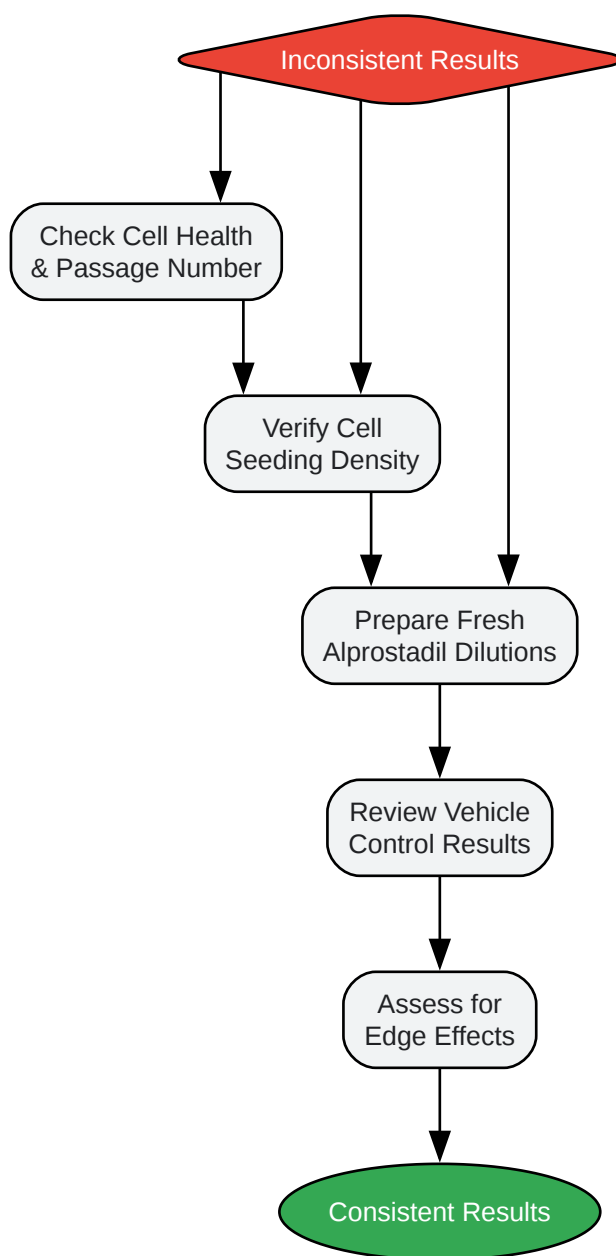 Inconsistent Results
Check Cell Health
& Passage Number
Verify Cell
Seeding Density
Prepare Fresh
Alprostadil Dilutions
Review Vehicle
Control Results
Assess for
Edge Effects
Consistent Results